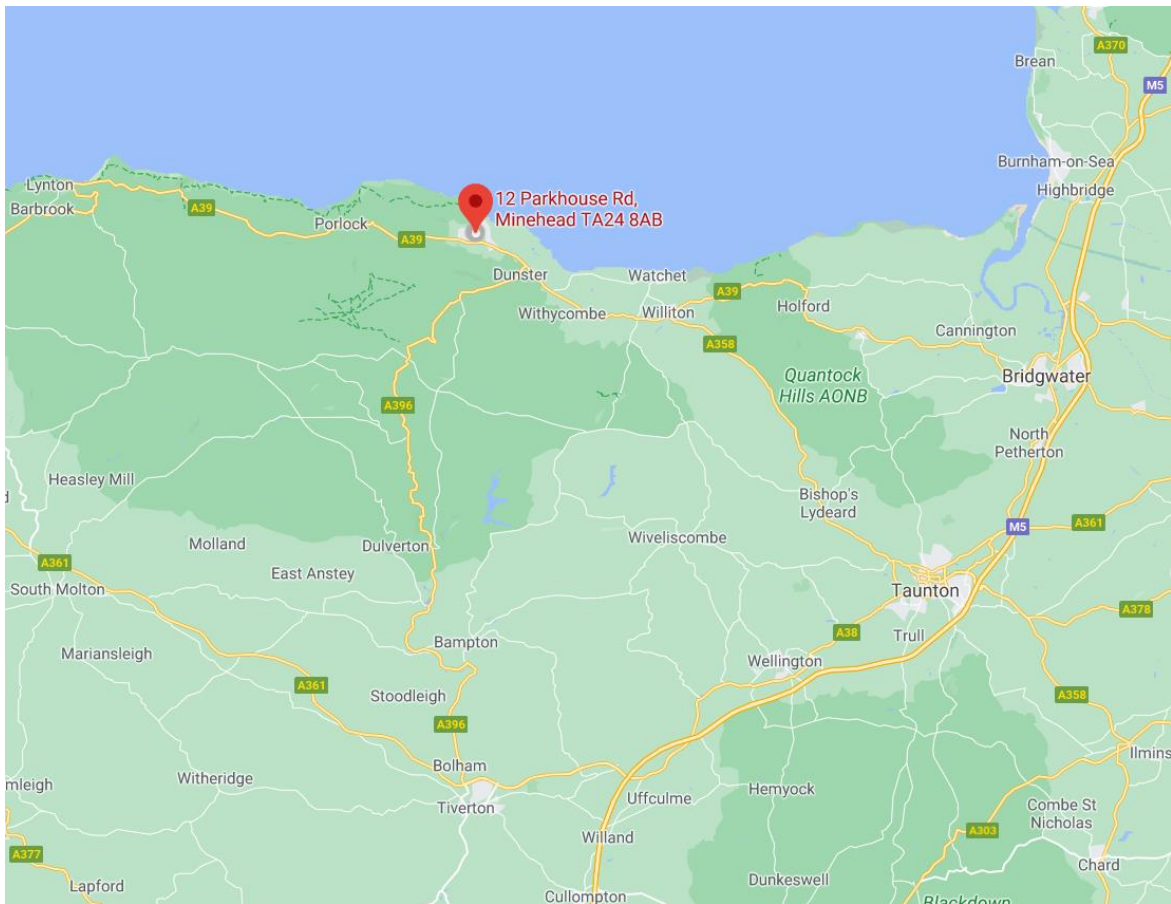 A370
Brean
M5
Burnham-on-Sea
Highbridge
Lynton
Barbrook
A39
Porlock
A39
12 Parkhouse Rd,
Minehead TA24 8AB
Dunster
Watchet
Withycombe
Williton
A39
Holford
Cannington
A358
Quantock
Hills AONB
Bridgwater
A396
North
Petherton
Heasley Mill
Bishop's
Lydeard
M5
A361
Molland
Dulverton
Wiveliscombe
A361
East Anstey
South Molton
Taunton
A378
Mariansleigh
Bampton
A38
Trull
Wellington
A361
Stoodleigh
A358
A396
Bolham
Ilmins
mleigh
Witheridge
Tiverton
Uffculme
Hemyock
Combe St
Nicholas
Willand
A303
A377
Chard
Lapford
Cullompton
Dunkeswell
Blackdown